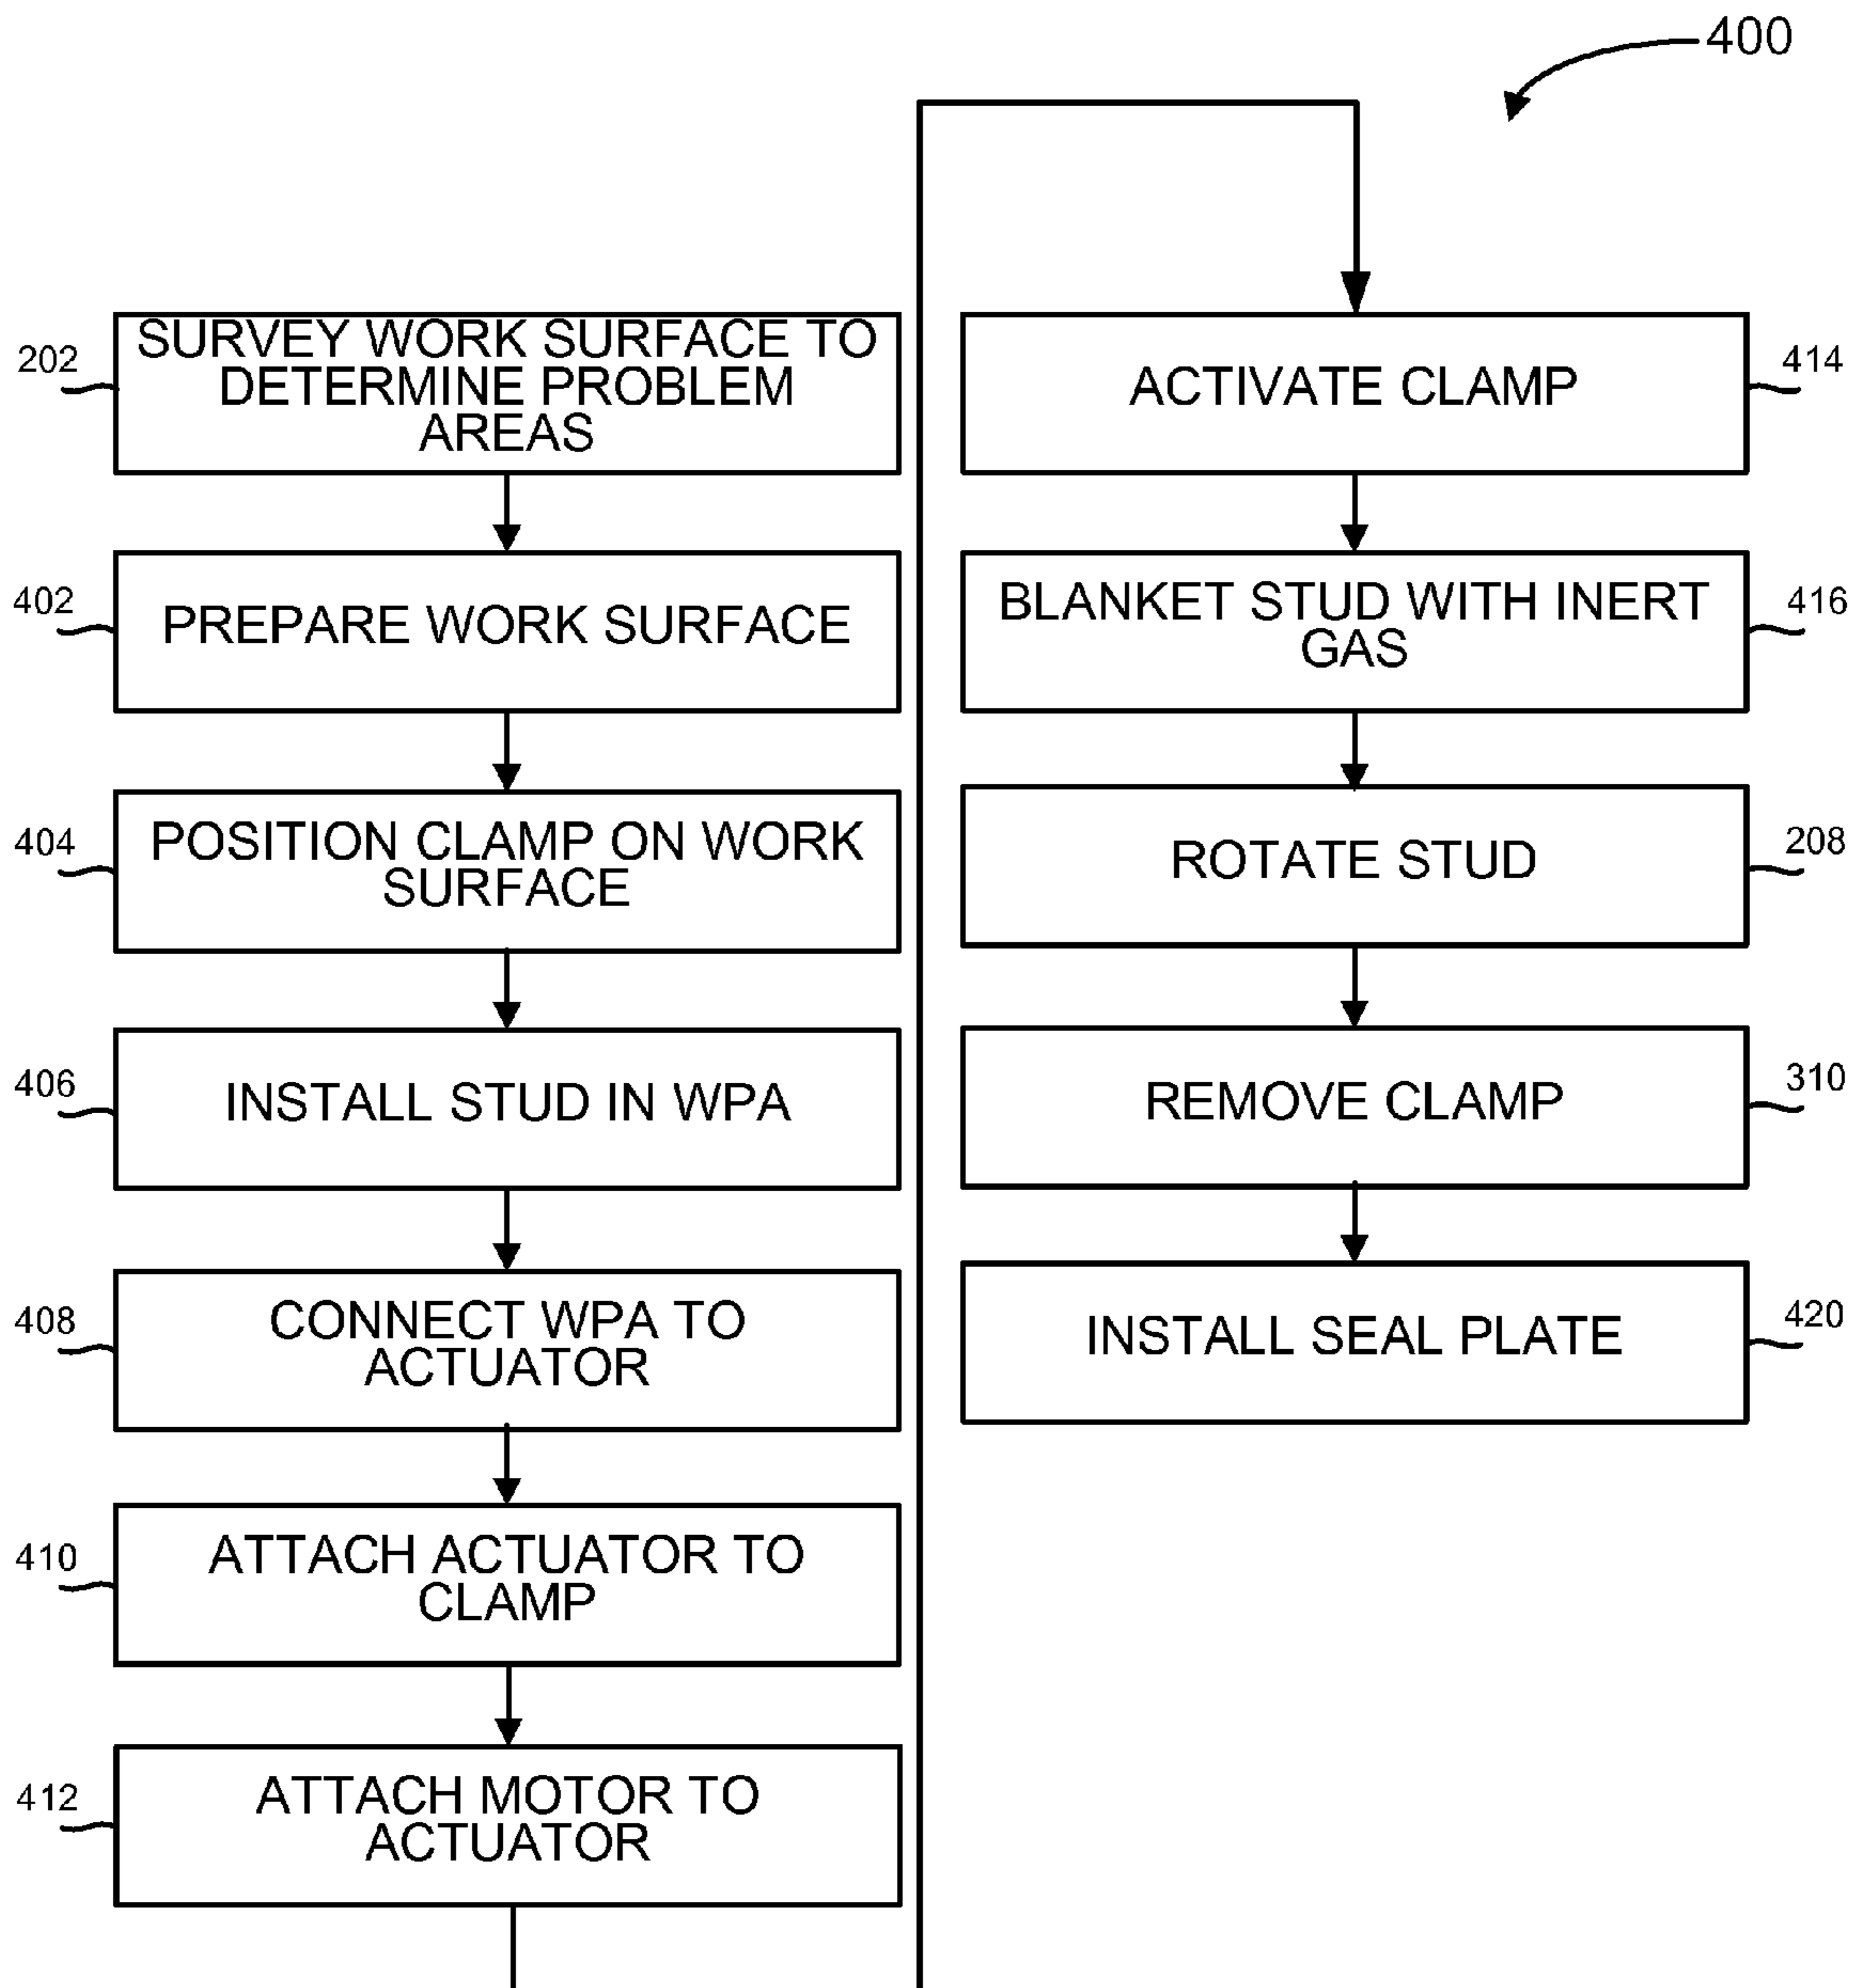 400
202
SURVEY WORK SURFACE TO
DETERMINE PROBLEM
AREAS
402
PREPARE WORK SURFACE
404
POSITION CLAMP ON WORK
SURFACE
406
INSTALL STUD IN WPA
408
CONNECT WPA TO
ACTUATOR
410
ATTACH ACTUATOR TO
CLAMP
412
ATTACH MOTOR TO
ACTUATOR
ACTIVATE CLAMP
414
BLANKET STUD WITH INERT
GAS
416
ROTATE STUD
208
REMOVE CLAMP
310
INSTALL SEAL PLATE
420